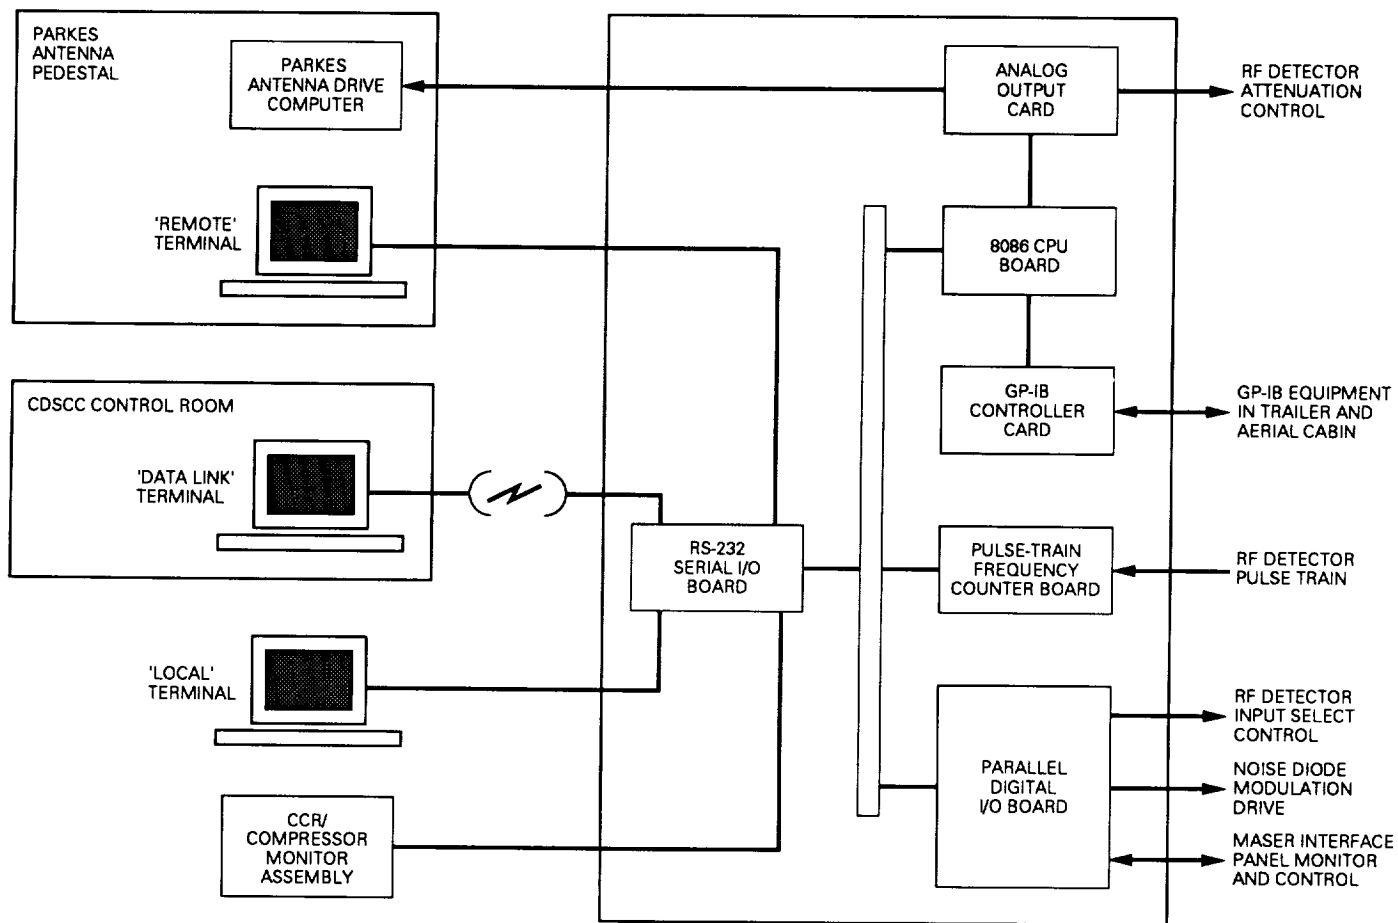 PARKES
ANTENNA
PEDESTAL
PARKES
ANTENNA DRIVE
COMPUTER
'REMOTE'
TERMINAL
CDSCC CONTROL ROOM
'DATA LINK'
TERMINAL
'LOCAL'
TERMINAL
CCR/
COMPRESSOR
MONITOR
ASSEMBLY
RS-232
SERIAL I/O
BOARD
ANALOG
OUTPUT
CARD
8086 CPU
BOARD
GP-IB
CONTROLLER
CARD
PULSE-TRAIN
FREQUENCY
COUNTER BOARD
PARALLEL
DIGITAL
I/O BOARD
RF DETECTOR
ATTENUATION
CONTROL
GP-IB EQUIPMENT
IN TRAILER AND
AERIAL CABIN
RF DETECTOR
PULSE TRAIN
RF DETECTOR
INPUT SELECT
CONTROL
NOISE DIODE
MODULATION
DRIVE
MASER INTERFACE
PANEL MONITOR
AND CONTROL